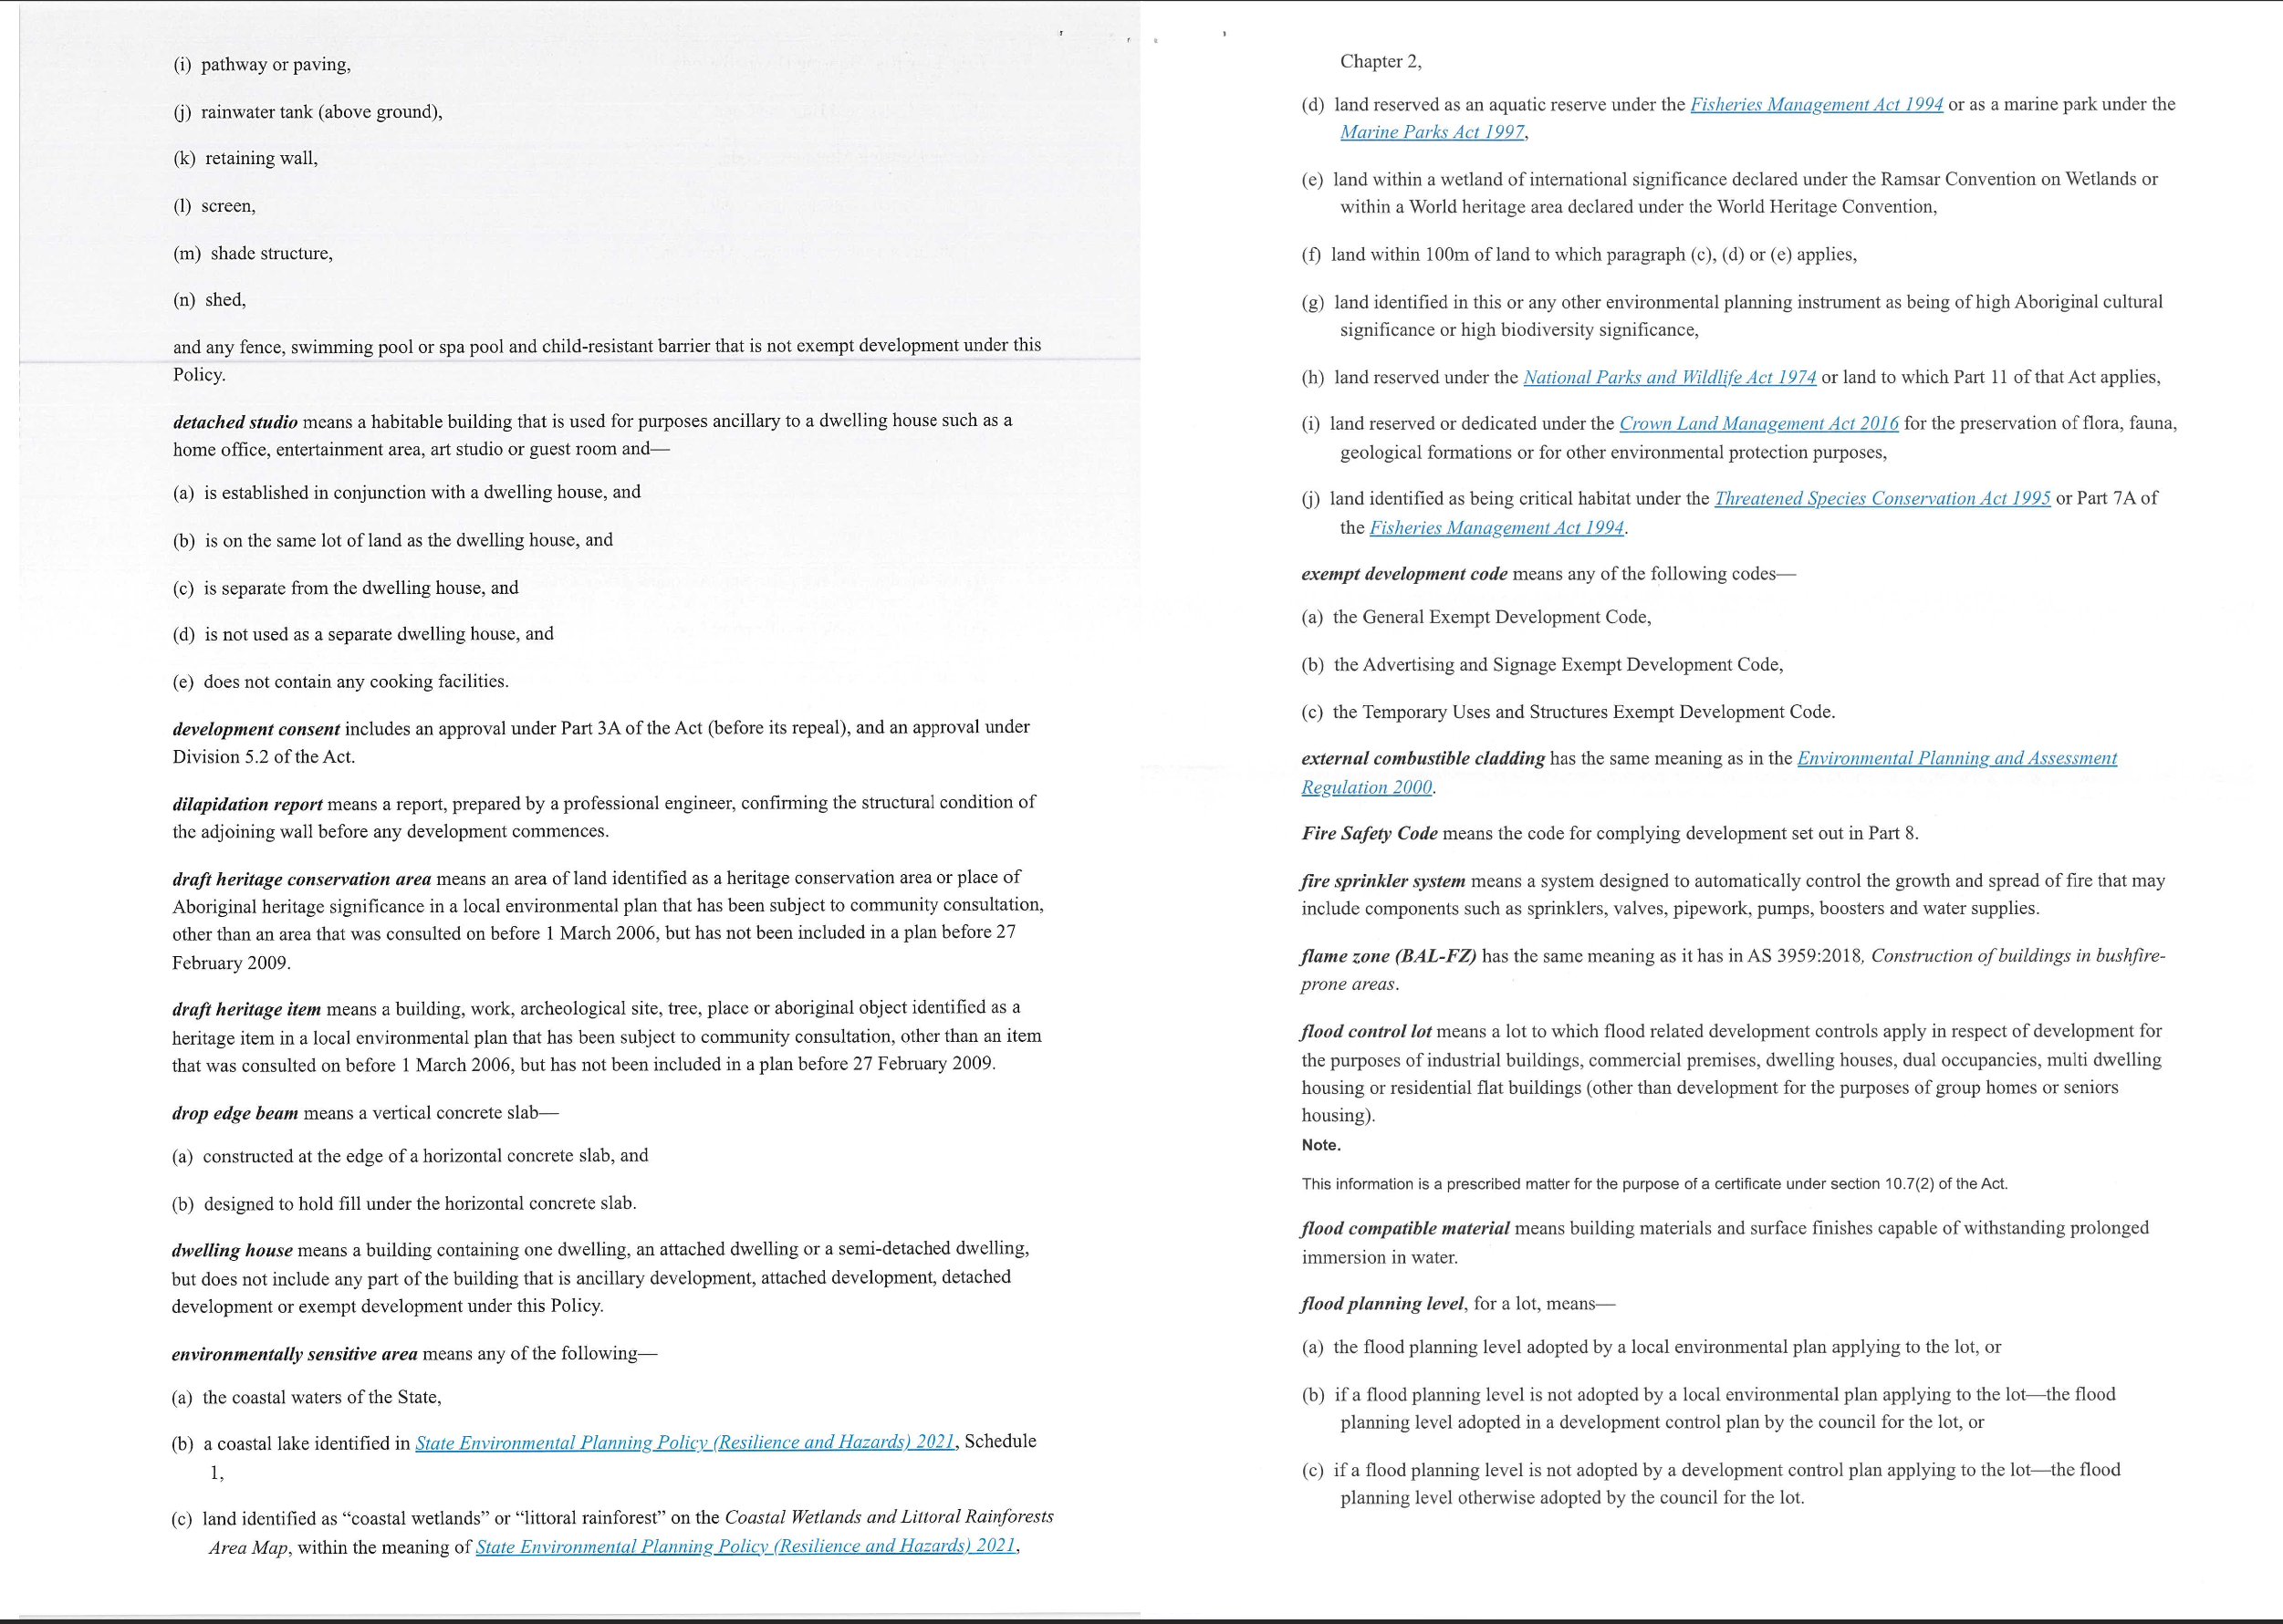 (i) pathway or paving,
(j) rainwater tank (above ground),
(k) retaining wall,
(l) screen,
(m) shade structure,
(n) shed,
and any fence, swimming pool or spa pool and child-resistant barrier that is not exempt development under this
Policy.
detached studio means a habitable building that is used for purposes ancillary to a dwelling house such as a
home office, entertainment area, art studio or guest room and—
(a) is established in conjunction with a dwelling house, and
(b) is on the same lot of land as the dwelling house, and
(c) is separate from the dwelling house, and
(d) is not used as a separate dwelling house, and
(e) does not contain any cooking facilities.
development consent includes an approval under Part 3A of the Act (before its repeal), and an approval under
Division 5.2 of the Act.
dilapidation report means a report, prepared by a professional engineer, confirming the structural condition of
the adjoining wall before any development commences.
draft heritage conservation area means an area of land identified as a heritage conservation area or place of
Aboriginal heritage significance in a local environmental plan that has been subject to community consultation,
other than an area that was consulted on before 1 March 2006, but has not been included in a plan before 27
February 2009.
draft heritage item means a building, work, archeological site, tree, place or aboriginal object identified as a
heritage item in a local environmental plan that has been subject to community consultation, other than an item
that was consulted on before 1 March 2006, but has not been included in a plan before 27 February 2009.
drop edge beam means a vertical concrete slab—
(a) constructed at the edge of a horizontal concrete slab, and
(b) designed to hold fill under the horizontal concrete slab.
dwelling house means a building containing one dwelling, an attached dwelling or a semi-detached dwelling,
but does not include any part of the building that is ancillary development, attached development, detached
development or exempt development under this Policy.
environmentally sensitive area means any of the following—
(a) the coastal waters of the State,
(b) a coastal lake identified in State Environmental Planning Policy (Resilience and Hazards) 2021, Schedule
1,
(c) land identified as “coastal wetlands” or “littoral rainforest” on the Coastal Wetlands and Littoral Rainforests
Area Map, within the meaning of State Environmental Planning Policy (Resilience and Hazards) 2021,
Chapter 2,
(d) land reserved as an aquatic reserve under the Fisheries Management Act 1994 or as a marine park under the
Marine Parks Act 1997,
(e) land within a wetland of international significance declared under the Ramsar Convention on Wetlands or
within a World heritage area declared under the World Heritage Convention,
(f) land within 100m of land to which paragraph (c), (d) or (e) applies,
(g) land identified in this or any other environmental planning instrument as being of high Aboriginal cultural
significance or high biodiversity significance,
(h) land reserved under the National Parks and Wildlife Act 1974 or land to which Part 11 of that Act applies,
(i) land reserved or dedicated under the Crown Land Management Act 2016 for the preservation of flora, fauna,
geological formations or for other environmental protection purposes,
(j) land identified as being critical habitat under the Threatened Species Conservation Act 1995 or Part 7A of
the Fisheries Management Act 1994.
exempt development code means any of the following codes—
(a) the General Exempt Development Code,
(b) the Advertising and Signage Exempt Development Code,
(c) the Temporary Uses and Structures Exempt Development Code.
external combustible cladding has the same meaning as in the Environmental Planning and Assessment
Regulation 2000.
Fire Safety Code means the code for complying development set out in Part 8.
fire sprinkler system means a system designed to automatically control the growth and spread of fire that may
include components such as sprinklers, valves, pipework, pumps, boosters and water supplies.
flame zone (BAL-FZ) has the same meaning as it has in AS 3959:2018, Construction of buildings in bushfire-
prone areas.
flood control lot means a lot to which flood related development controls apply in respect of development for
the purposes of industrial buildings, commercial premises, dwelling houses, dual occupancies, multi dwelling
housing or residential flat buildings (other than development for the purposes of group homes or seniors
housing).
Note.
This information is a prescribed matter for the purpose of a certificate under section 10.7(2) of the Act.
flood compatible material means building materials and surface finishes capable of withstanding prolonged
immersion in water.
flood planning level, for a lot, means—
(a) the flood planning level adopted by a local environmental plan applying to the lot, or
(b) if a flood planning level is not adopted by a local environmental plan applying to the lot—the flood
planning level adopted in a development control plan by the council for the lot, or
(c) if a flood planning level is not adopted by a development control plan applying to the lot—the flood
planning level otherwise adopted by the council for the lot.